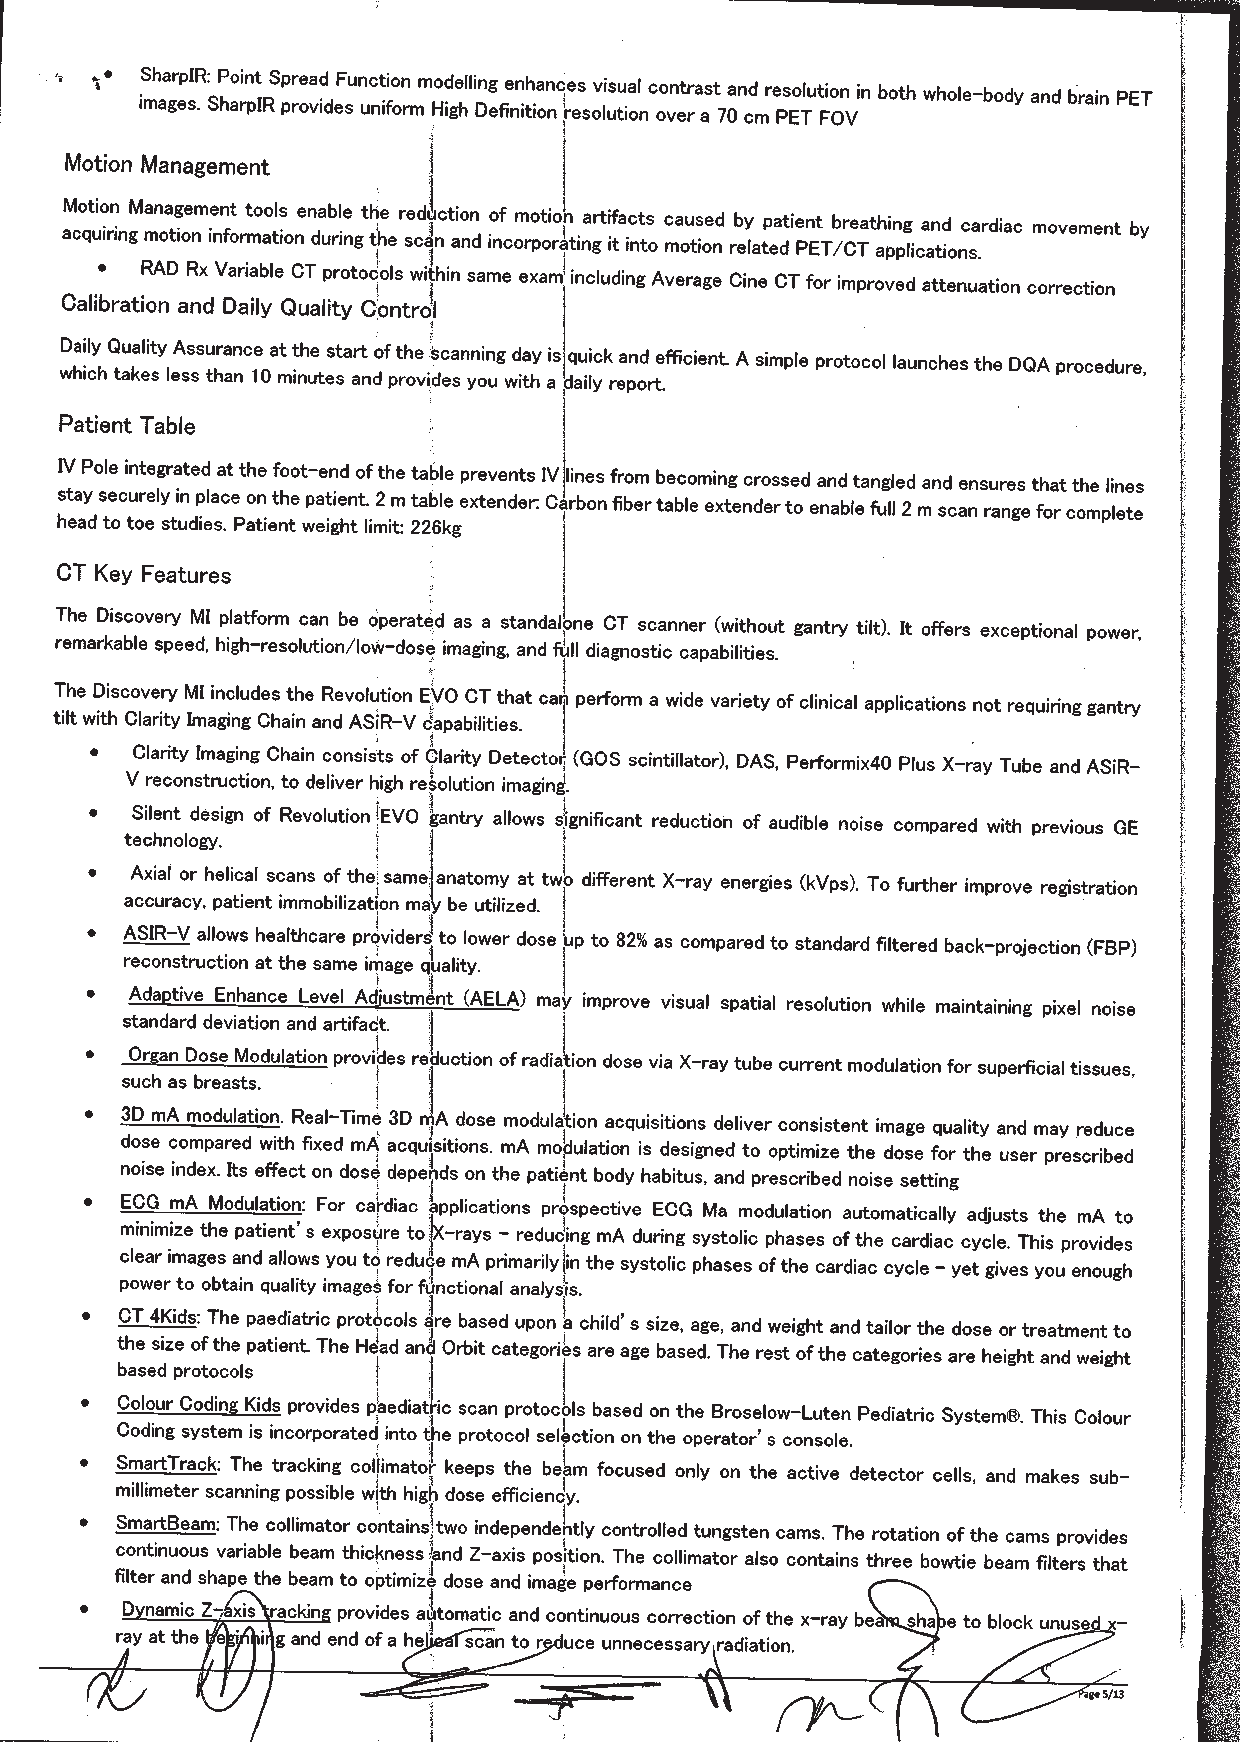 • SharpIR: Point Spread Function modelling enhances visual contrast and resolution in both whole-body and brain PET
images. SharpIR provides uniform High Definition resolution over a 70 cm PET FOV
Motion Management
Motion Management tools enable the reduction of motion artifacts caused by patient breathing and cardiac movement by
acquiring motion information during the scan and incorporating it into motion related PET/CT applications.
• RAD Rx Variable CT protocols within same exam including Average Cine CT for improved attenuation correction
Calibration and Daily Quality Control
Daily Quality Assurance at the start of the scanning day is quick and efficient. A simple protocol launches the DQA procedure,
which takes less than 10 minutes and provides you with a daily report.
Patient Table
IV Pole integrated at the foot-end of the table prevents IV lines from becoming crossed and tangled and ensures that the lines
stay securely in place on the patient. 2 m table extender: Carbon fiber table extender to enable full 2 m scan range for complete
head to toe studies. Patient weight limit: 226kg
CT Key Features
The Discovery MI platform can be operated as a standalone CT scanner (without gantry tilt). It offers exceptional power,
remarkable speed, high-resolution/low-dose imaging, and full diagnostic capabilities.
The Discovery MI includes the Revolution EVO CT that can perform a wide variety of clinical applications not requiring gantry
tilt with Clarity Imaging Chain and ASiR-V capabilities.
• Clarity Imaging Chain consists of Clarity Detector (GOS scintillator), DAS, Performix40 Plus X-ray Tube and ASiR-
V reconstruction, to deliver high resolution imaging.
• Silent design of Revolution EVO gantry allows significant reduction of audible noise compared with previous GE
technology.
• Axial or helical scans of the same anatomy at two different X-ray energies (kVps). To further improve registration
accuracy, patient immobilization may be utilized.
• ASIR-V allows healthcare providers to lower dose up to 82% as compared to standard filtered back-projection (FBP)
reconstruction at the same image quality.
• Adaptive Enhance Level Adjustment (AELA) may improve visual spatial resolution while maintaining pixel noise
standard deviation and artifact.
• Organ Dose Modulation provides reduction of radiation dose via X-ray tube current modulation for superficial tissues,
such as breasts.
• 3D mA modulation. Real-Time 3D mA dose modulation acquisitions deliver consistent image quality and may reduce
dose compared with fixed mA acquisitions. mA modulation is designed to optimize the dose for the user prescribed
noise index. Its effect on dose depends on the patient body habitus, and prescribed noise setting
• ECG mA Modulation: For cardiac applications prospective ECG Ma modulation automatically adjusts the mA to
minimize the patient's exposure to X-rays - reducing mA during systolic phases of the cardiac cycle. This provides
clear images and allows you to reduce mA primarily in the systolic phases of the cardiac cycle - yet gives you enough
power to obtain quality images for functional analysis.
• CT 4Kids: The paediatric protocols are based upon a child's size, age, and weight and tailor the dose or treatment to
the size of the patient. The Head and Orbit categories are age based. The rest of the categories are height and weight
based protocols
• Colour Coding Kids provides paediatric scan protocols based on the Broselow-Luten Pediatric System®. This Colour
Coding system is incorporated into the protocol selection on the operator's console.
• SmartTrack: The tracking collimator keeps the beam focused only on the active detector cells, and makes sub-
millimeter scanning possible with high dose efficiency.
• SmartBeam: The collimator contains two independently controlled tungsten cams. The rotation of the cams provides
continuous variable beam thickness and Z-axis position. The collimator also contains three bowtie beam filters that
filter and shape the beam to optimize dose and image performance
• Dynamic Z-axis tracking provides automatic and continuous correction of the x-ray beam shape to block unused x-
ray at the beginning and end of a helical scan to reduce unnecessary radiation.
Page 5/13